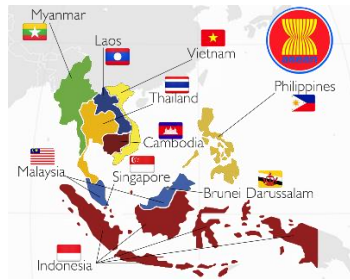 Myanmar
Laos
Vietnam
Thailand
Philippines
Cambodia
Malaysia
Singapore
Brunei Darussalam
Indonesia